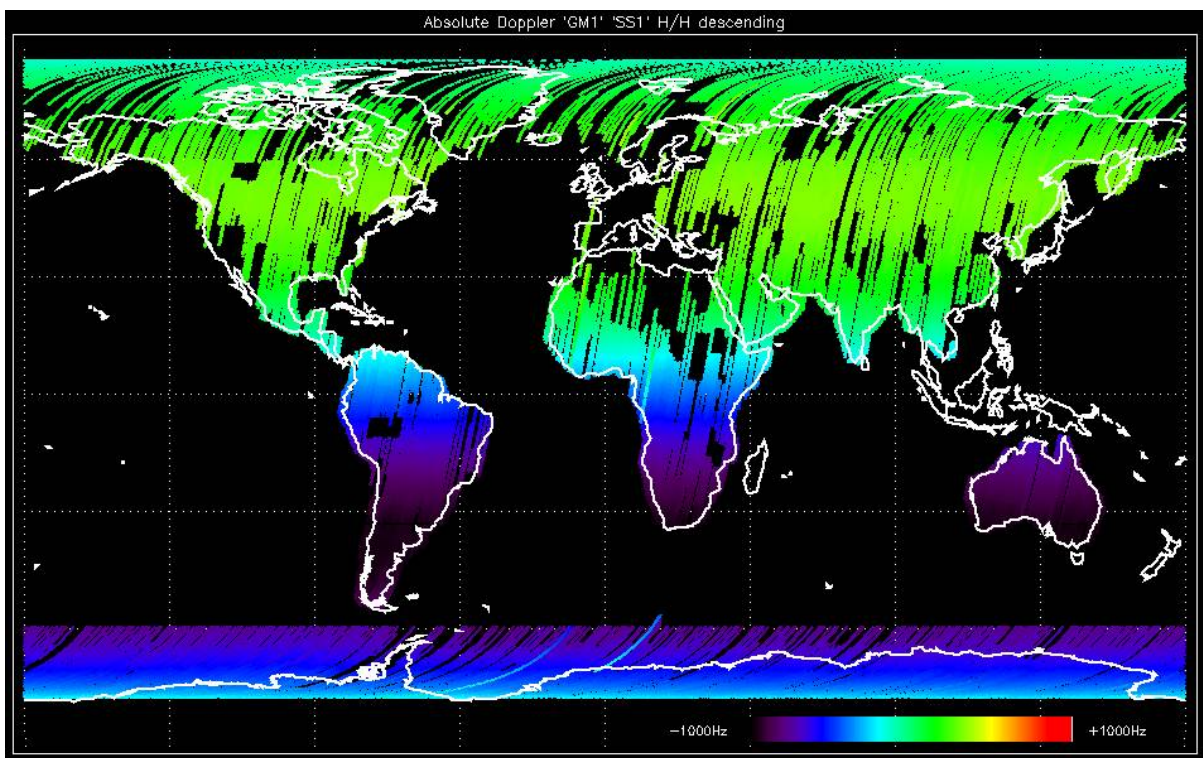 Absolute Doppler 'GM1' 'SS1' H/H descending
-1000Hz +1000Hz